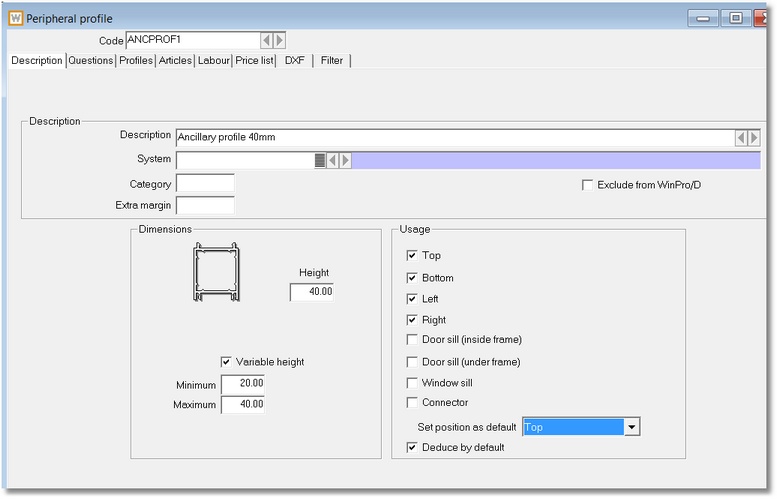 W Peripheral profile
Code ANCPROF1
Description Questions Profiles Articles Labour Price list DXF Filter
Description
Description Ancillary profile 40mm
System
Category
Exclude from WinPro/D
Extra margin
Dimensions
Height
40.00
Variable height
Minimum 20.00
Maximum 40.00
Usage
Top
Bottom
Left
Right
Door sill (inside frame)
Door sill (under frame)
Window sill
Connector
Set position as default Top
Deduce by default